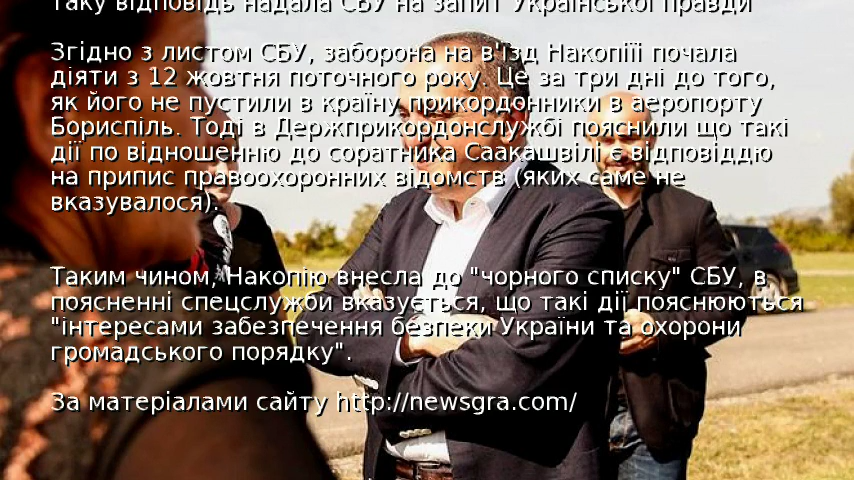 таку відповідь надала СБУ на запит Української правди
Згідно з листом СБУ, заборона на в'їзд Накопіїі почала
діяти з 12 жовтня поточного року. Це за три дні до того,
як його не пустили в країну прикордонники в аеропорту
Бориспіль. Тоді в Держприкордонслужбі пояснили що такі
дії по відношенню до соратника Саакашвілі є відповіддю
на припис правоохоронних відомств (яких саме не
вказувалося).
Таким чином, Накопію внесла до "чорного списку" СБУ, в
поясненні спецслужби вказується, що такі дії пояснюються
"інтересами забезпечення безпеки України та охорони
громадського порядку".
За матеріалами сайту http://newsgra.com/